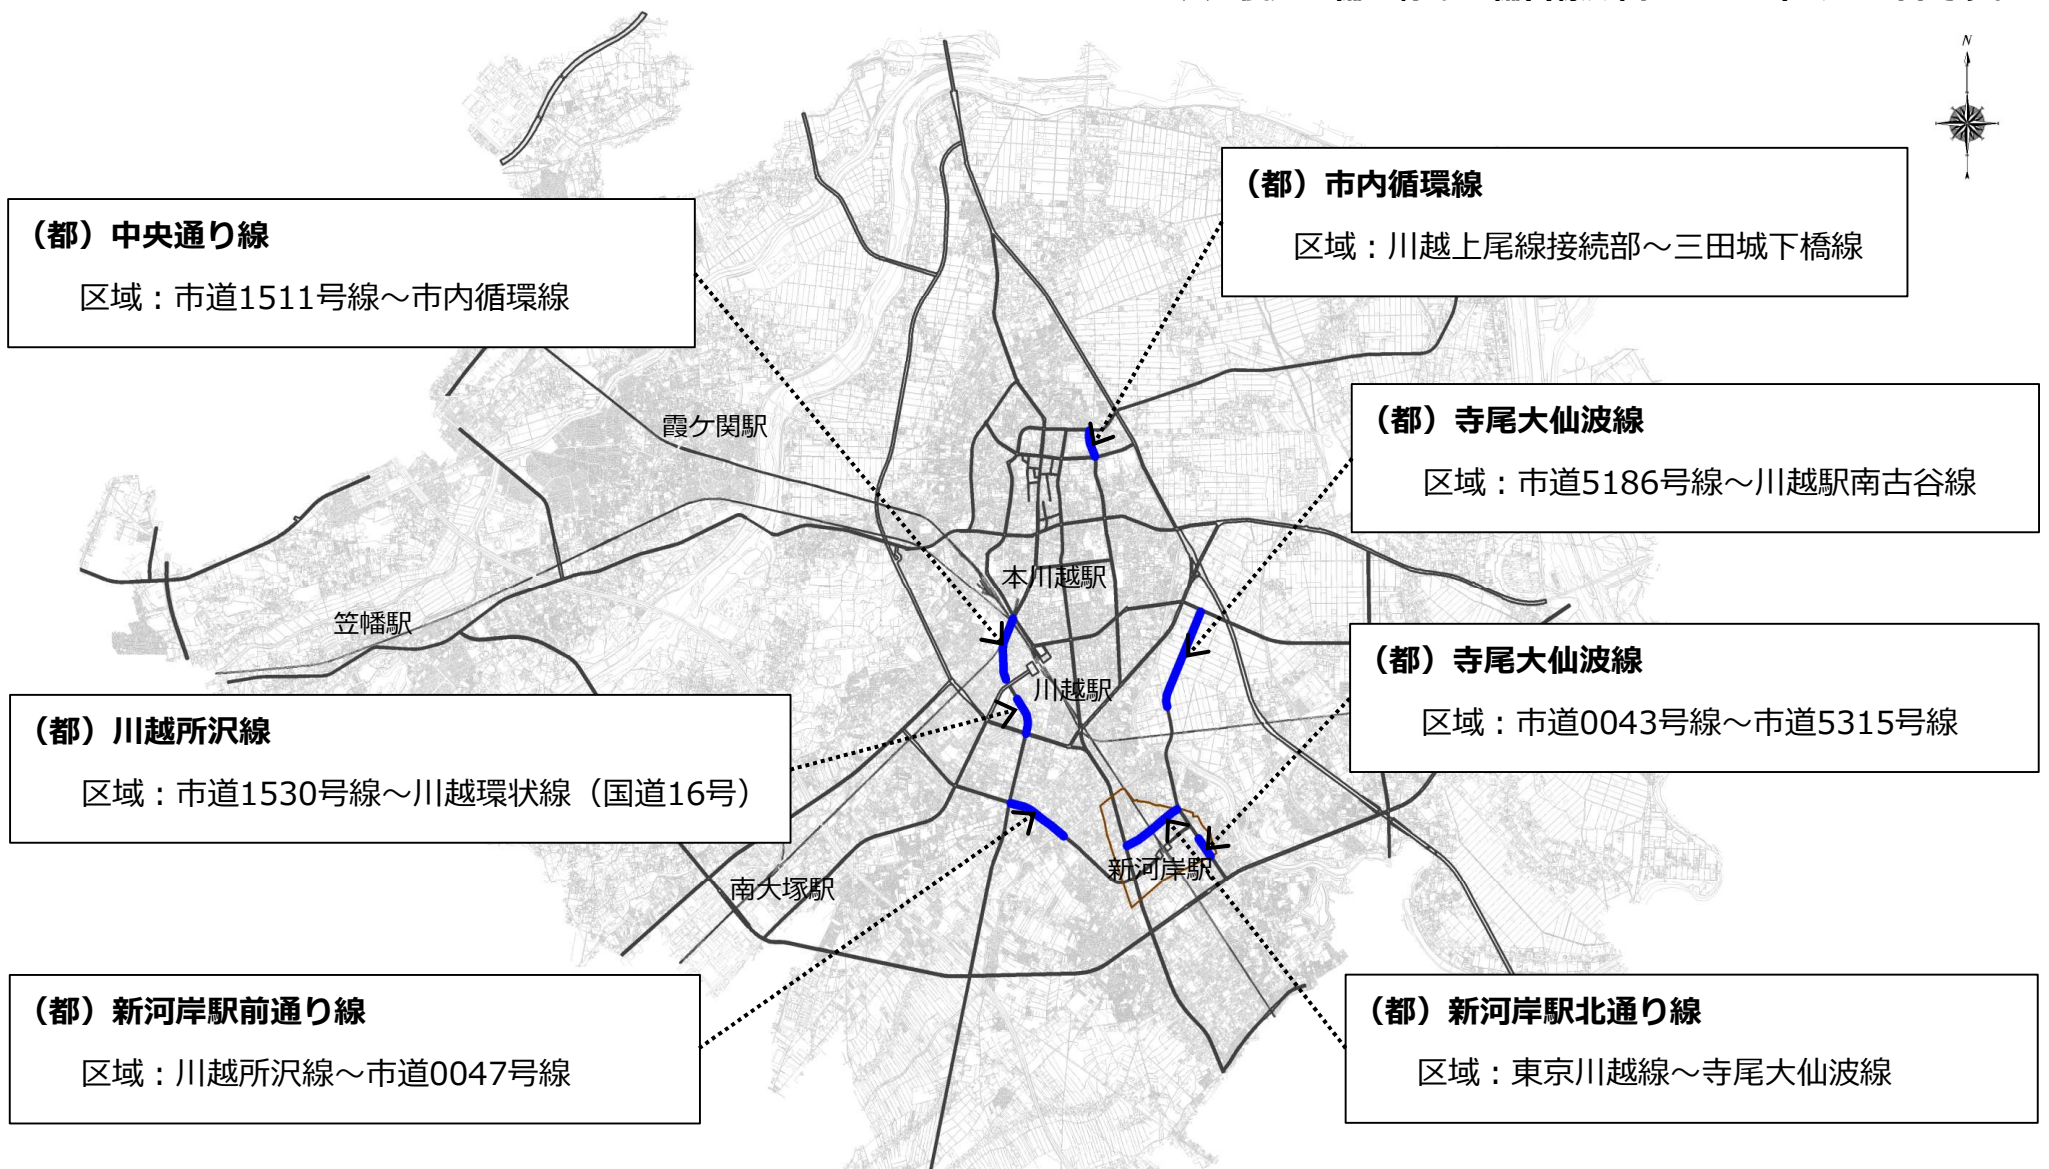 N
（都）市内循環線
区域：川越上尾線接続部～三田城下橋線
（都）中央通り線
区域：市道1511号線～市内循環線
（都）寺尾大仙波線
区域：市道5186号線～川越駅南古谷線
霞ケ関駅
本川越駅
笠幡駅
（都）寺尾大仙波線
区域：市道0043号線～市道5315号線
川越駅
（都）川越所沢線
区域：市道1530号線～川越環状線（国道16号）
新河岸駅
南大塚駅
（都）新河岸駅前通り線
区域：川越所沢線～市道0047号線
（都）新河岸駅北通り線
区域：東京川越線～寺尾大仙波線